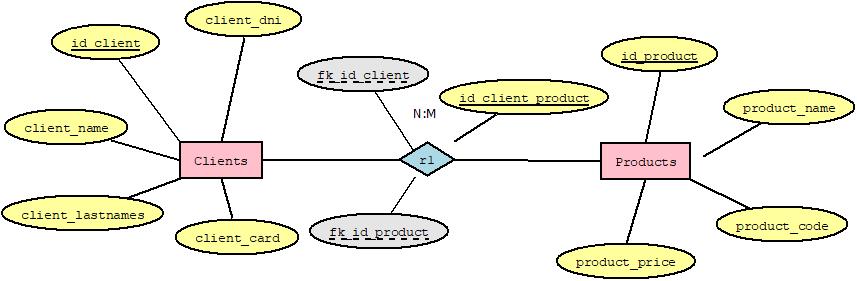 client_dni
id_client
id_product
fk_id_client
id_client_product
product_name
N:M
client_name
Clients
r1
Products
client_lastnames
product_code
fk_id_product
client_card
product_price